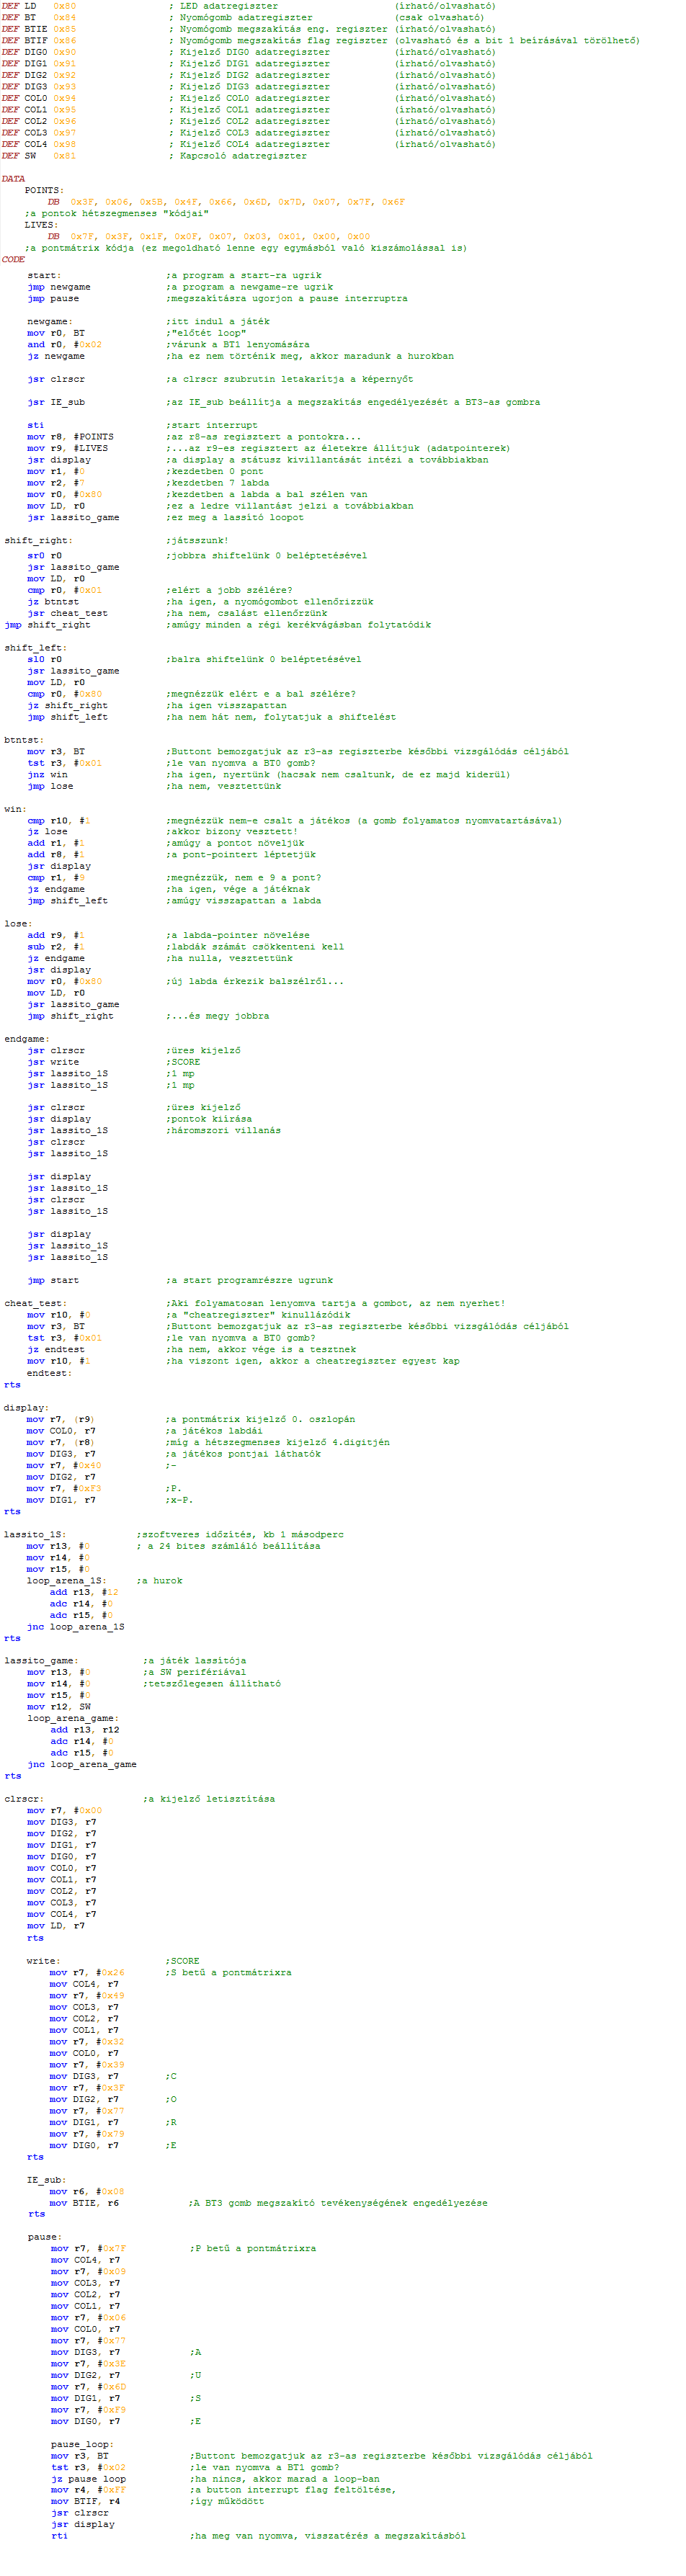 DEF LD 0x80 ; LED adatregiszter (írható/olvasható)
DEF BT 0x84 ; Nyomógomb adatregiszter (csak olvasható)
DEF BTIE 0x85 ; Nyomógomb megszakítás eng. regiszter (írható/olvasható)
DEF BTIF 0x86 ; Nyomógomb megszakítás flag regiszter (olvasható és a bit 1 beírásával törölhető)
DEF DIG0 0x90 ; Kijelző DIG0 adatregiszter (írható/olvasható)
DEF DIG1 0x91 ; Kijelző DIG1 adatregiszter (írható/olvasható)
DEF DIG2 0x92 ; Kijelző DIG2 adatregiszter (írható/olvasható)
DEF DIG3 0x93 ; Kijelző DIG3 adatregiszter (írható/olvasható)
DEF COL0 0x94 ; Kijelző COL0 adatregiszter (írható/olvasható)
DEF COL1 0x95 ; Kijelző COL1 adatregiszter (írható/olvasható)
DEF COL2 0x96 ; Kijelző COL2 adatregiszter (írható/olvasható)
DEF COL3 0x97 ; Kijelző COL3 adatregiszter (írható/olvasható)
DEF COL4 0x98 ; Kijelző COL4 adatregiszter (írható/olvasható)
DEF SW 0x81 ; Kapcsoló adatregiszter
DATA
POINTS:
DB 0x3F, 0x06, 0x5B, 0x4F, 0x66, 0x6D, 0x7D, 0x07, 0x7F, 0x6F
;a pontok hétszegmenses "kódjai"
LIVES:
DB 0x7F, 0x3F, 0x1F, 0x0F, 0x07, 0x03, 0x01, 0x00, 0x00
;a pontmátrix kódja (ez megoldható lenne egy egymásból való kiszámolással is)
CODE
start: ;a program a start-ra ugrik
jmp newgame ;a program a newgame-re ugrik
jmp pause ;megszakításra ugorjon a pause interruptra
newgame: ;itt indul a játék
mov r0, BT ;"előtét loop"
and r0, #0x02 ;várunk a BT1 lenyomására
jz newgame ;ha ez nem történik meg, akkor maradunk a hurokban
jsr clrscr ;a clrscr szubrutin letakarítja a képernyőt
jsr IE_sub ;az IE_sub beállítja a megszakítás engedélyezését a BT3-as gombra
sti ;start interrupt
mov r8, #POINTS ;az r8-as regisztert a pontokra...
mov r9, #LIVES ;...az r9-es regisztert az életekre állítjuk (adatpointerek)
jsr display ;a display a státusz kivillantását intézi a továbbiakban
mov r1, #0 ;kezdetben 0 pont
mov r2, #7 ;kezdetben 7 labda
mov r0, #0x80 ;kezdetben a labda a bal szélen van
mov LD, r0 ;ez a ledre villantást jelzi a továbbiakban
jsr lassito_game ;ez meg a lassító loopot
shift_right: ;játsszunk!
sr0 r0 ;jobbra shiftelünk 0 beléptetésével
jsr lassito_game
mov LD, r0
cmp r0, #0x01 ;elért a jobb szélére?
jz btntst ;ha igen, a nyomógombot ellenőrizzük
jsr cheat_test ;ha nem, csalást ellenőrzünk
jmp shift_right ;amúgy minden a régi kerékvágásban folytatódik
shift_left:
sl0 r0 ;balra shiftelünk 0 beléptetésével
jsr lassito_game
mov LD, r0
cmp r0, #0x80 ;megnézzük elért e a bal szélére?
jz shift_right ;ha igen visszapattan
jmp shift_left ;ha nem hát nem, folytatjuk a shiftelést
btntst:
mov r3, BT ;Buttont bemozgatjuk az r3-as regiszterbe későbbi vizsgálódás céljából
tst r3, #0x01 ;le van nyomva a BT0 gomb?
jnz win ;ha igen, nyertünk (hacsak nem csaltunk, de ez majd kiderül)
jmp lose ;ha nem, vesztettünk
win:
cmp r10, #1 ;megnézzük nem-e csalt a játékos (a gomb folyamatos nyomvatartásával)
jz lose ;akkor bizony vesztett!
add r1, #1 ;amúgy a pontot növeljük
add r8, #1 ;a pont-pointert léptetjük
jsr display
cmp r1, #9 ;megnézzük, nem e 9 a pont?
jz endgame ;ha igen, vége a játéknak
jmp shift_left ;amúgy visszapattan a labda
lose:
add r9, #1 ;a labda-pointer növelése
sub r2, #1 ;labdák számát csökkenteni kell
jz endgame ;ha nulla, vesztettünk
jsr display
mov r0, #0x80 ;új labda érkezik balszélről...
mov LD, r0
jsr lassito_game
jmp shift_right ;...és megy jobbra
endgame:
jsr clrscr ;üres kijelző
jsr write ;SCORE
jsr lassito_1S ;1 mp
jsr lassito_1S ;1 mp
jsr clrscr ;üres kijelző
jsr display ;pontok kiírása
jsr lassito_1S ;háromszori villanás
jsr clrscr
jsr lassito_1S
jsr display
jsr lassito_1S
jsr clrscr
jsr lassito_1S
jsr display
jsr lassito_1S
jsr lassito_1S
jmp start ;a start programrészre ugrunk
cheat_test: ;Aki folyamatosan lenyomva tartja a gombot, az nem nyerhet!
mov r10, #0 ;a "cheatregiszter" kinullázódik
mov r3, BT ;Buttont bemozgatjuk az r3-as regiszterbe későbbi vizsgálódás céljából
tst r3, #0x01 ;le van nyomva a BT0 gomb?
jz endtest ;ha nem, akkor vége is a tesztnek
mov r10, #1 ;ha viszont igen, akkor a cheatregiszter egyest kap
endtest:
rts
display:
mov r7, (r9) ;a pontmátrix kijelző 0. oszlopán
mov COL0, r7 ;a játékos labdái
mov r7, (r8) ;míg a hétszegmenses kijelző 4.digitjén
mov DIG3, r7 ;a játékos pontjai láthatók
mov r7, #0x40 ;-
mov DIG2, r7
mov r7, #0xF3 ;P.
mov DIG1, r7 ;x-P.
rts
lassito_1S: ;szoftveres időzítés, kb 1 másodperc
mov r13, #0 ; a 24 bites számláló beállítása
mov r14, #0
mov r15, #0
loop_arena_1S: ;a hurok
add r13, #12
adc r14, #0
adc r15, #0
jnc loop_arena_1S
rts
lassito_game: ;a játék lassítója
mov r13, #0 ;a SW perifériával
mov r14, #0 ;tetszőlegesen állítható
mov r15, #0
mov r12, SW
loop_arena_game:
add r13, r12
adc r14, #0
adc r15, #0
jnc loop_arena_game
rts
clrscr: ;a kijelző letisztítása
mov r7, #0x00
mov DIG3, r7
mov DIG2, r7
mov DIG1, r7
mov DIG0, r7
mov COL0, r7
mov COL1, r7
mov COL2, r7
mov COL3, r7
mov COL4, r7
mov LD, r7
rts
write: ;SCORE
mov r7, #0x26 ;S betű a pontmátrixra
mov COL4, r7
mov r7, #0x49
mov COL3, r7
mov COL2, r7
mov COL1, r7
mov r7, #0x32
mov COL0, r7
mov r7, #0x39
mov DIG3, r7 ;C
mov r7, #0x3F
mov DIG2, r7 ;O
mov r7, #0x77
mov DIG1, r7 ;R
mov r7, #0x79
mov DIG0, r7 ;E
rts
IE_sub:
mov r6, #0x08
mov BTIE, r6 ;A BT3 gomb megszakító tevékenységének engedélyezése
rts
pause:
mov r7, #0x7F ;P betű a pontmátrixra
mov COL4, r7
mov r7, #0x09
mov COL3, r7
mov COL2, r7
mov COL1, r7
mov r7, #0x06
mov COL0, r7
mov r7, #0x77
mov DIG3, r7 ;A
mov r7, #0x3E
mov DIG2, r7 ;U
mov r7, #0x6D
mov DIG1, r7 ;S
mov r7, #0xF9
mov DIG0, r7 ;E
pause_loop:
mov r3, BT ;Buttont bemozgatjuk az r3-as regiszterbe későbbi vizsgálódás céljából
tst r3, #0x02 ;le van nyomva a BT1 gomb?
jz pause_loop ;ha nincs, akkor marad a loop-ban
mov r4, #0xFF ;a button interrupt flag feltöltése,
mov BTIF, r4 ;így működött
jsr clrscr
jsr display
rti ;ha meg van nyomva, visszatérés a megszakításból